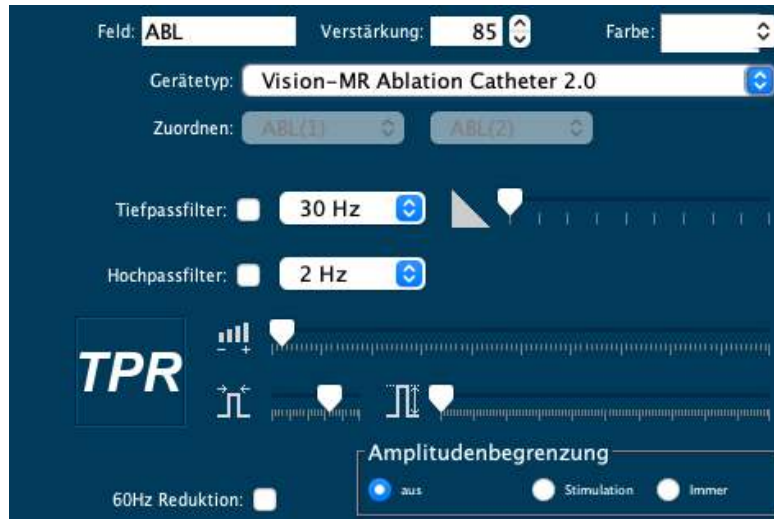 Feld: ABL Verstärkung: 85 Farbe:
Gerätetyp: Vision-MR Ablation Catheter 2.0
Zuordnen: ABL(1) ABL(2)
Tiefpassfilter: 30 Hz
Hochpassfilter: 2 Hz
- +
TPR
Amplitudenbegrenzung
60Hz Reduktion: aus Stimulation Immer